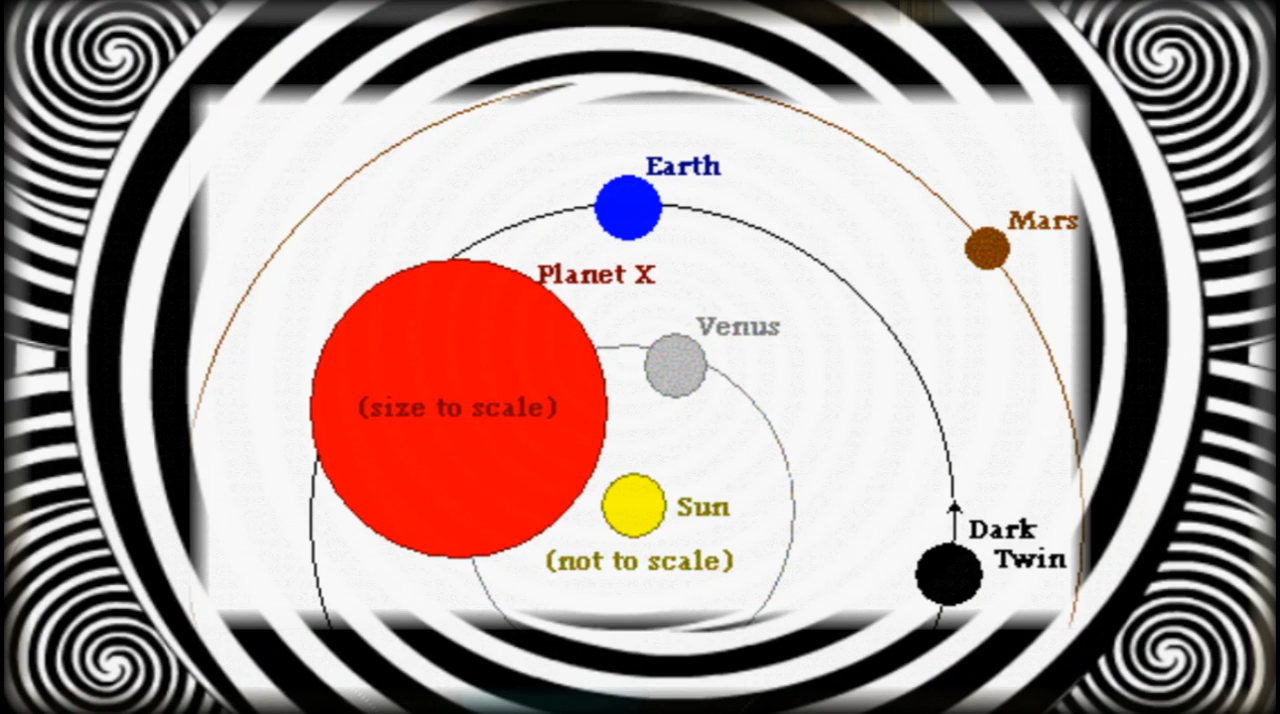 Earth
Mars
Planet X
Venus
(size to scale)
Sun
(not to scale)
Dark
Twin